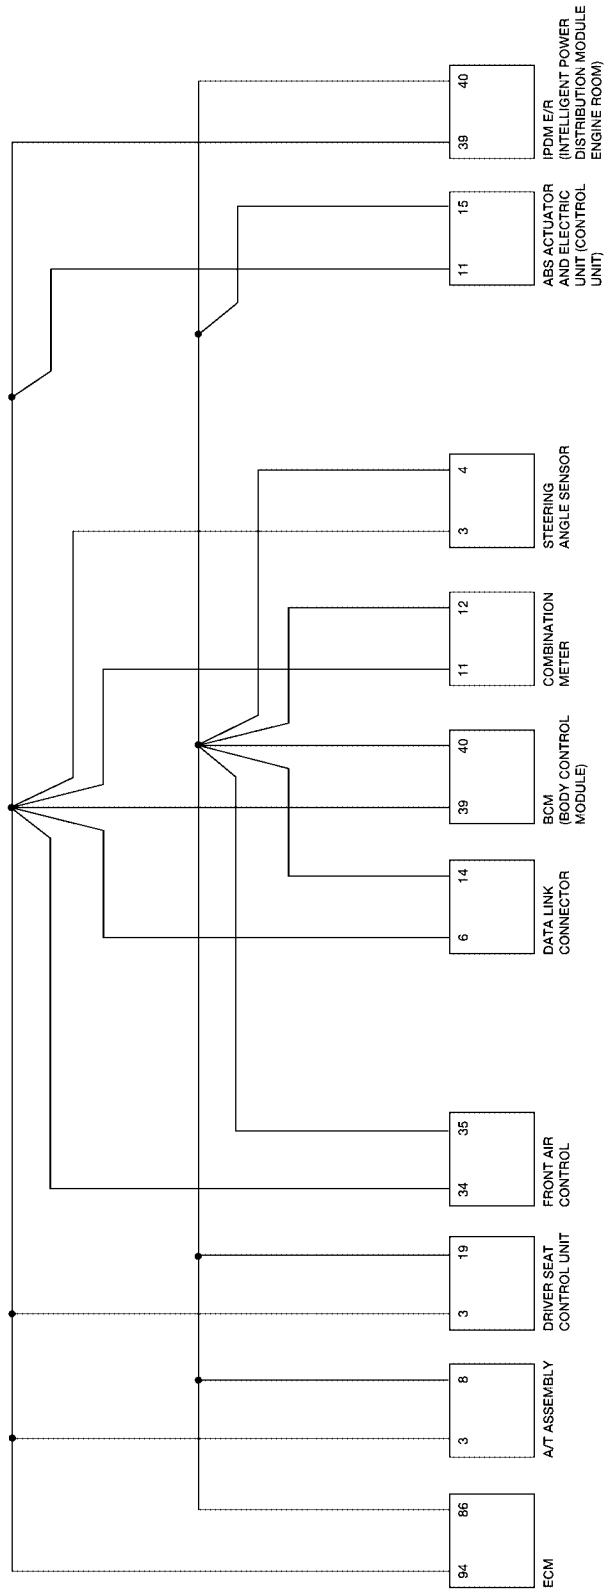 94
86
ECM
3
8
A/T ASSEMBLY
3
19
DRIVER SEAT
CONTROL UNIT
34
35
FRONT AIR
CONTROL
6
14
DATA LINK
CONNECTOR
39
40
BCM
(BODY CONTROL
MODULE)
11
12
COMBINATION
METER
3
4
STEERING
ANGLE SENSOR
11
15
ABS ACTUATOR
AND ELECTRIC
UNIT (CONTROL
UNIT)
39
40
IPDM E/R
(INTELLIGENT POWER
DISTRIBUTION MODULE
ENGINE ROOM)